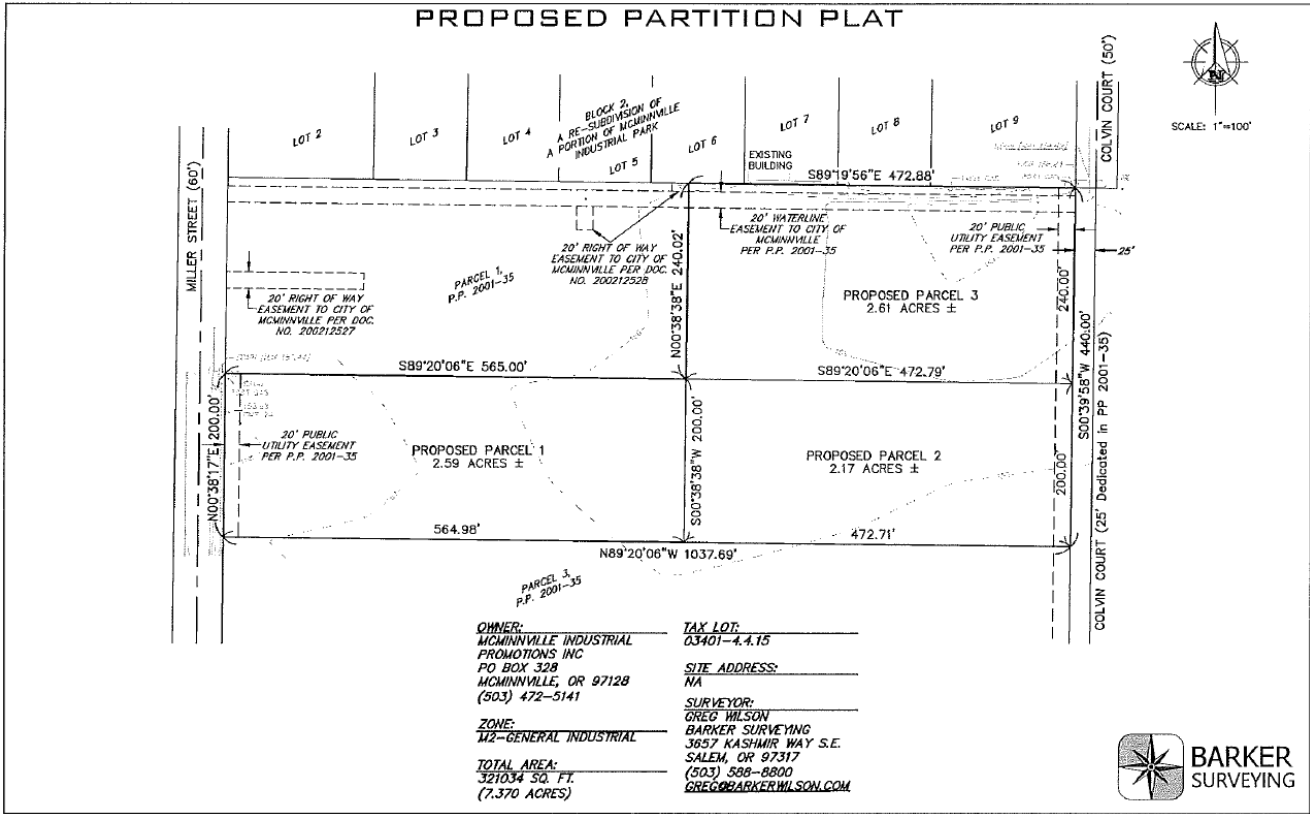 PROPOSED PARTITION PLAT
COLVIN COURT (50')
N
SCALE: 1"=100'
BLOCK 2,
A RE-SUBDIVISION OF
A PORTION OF MCMINNVILLE
INDUSTRIAL PARK
LOT 2
LOT 3
LOT 4
LOT 5
LOT 6
LOT 7
LOT 8
LOT 9
EXISTING
BUILDING
S89°19'56"E 472.88'
MILLER STREET (60')
20' RIGHT OF WAY
EASEMENT TO CITY OF
MCMINNVILLE PER DOC.
NO. 200212528
20' WATERLINE
EASEMENT TO CITY OF
MCMINNVILLE
PER P.P. 2001-35
20' PUBLIC
UTILITY EASEMENT
PER P.P. 2001-35
25'
PARCEL 1,
P.P. 2001-35
20' RIGHT OF WAY
EASEMENT TO CITY OF
MCMINNVILLE PER DOC.
NO. 200212527
N00°38'38"E 240.02'
PROPOSED PARCEL 3
2.61 ACRES ±
240.00'
S00°39'58"W 440.00'
COLVIN COURT (25' Dedicated in PP 2001-35)
S89°20'06"E 565.00'
S89°20'06"E 472.79'
N00°38'17"E 200.00'
20' PUBLIC
UTILITY EASEMENT
PER P.P. 2001-35
PROPOSED PARCEL 1
2.59 ACRES ±
S00°38'38"W 200.00'
PROPOSED PARCEL 2
2.17 ACRES ±
200.00'
564.98'
472.71'
N89°20'06"W 1037.69'
PARCEL 3,
P.P. 2001-35
OWNER:
MCMINNVILLE INDUSTRIAL
PROMOTIONS INC
PO BOX 328
MCMINNVILLE, OR 97128
(503) 472-5141
ZONE:
M2-GENERAL INDUSTRIAL
TOTAL AREA:
321034 SQ. FT.
(7.370 ACRES)
TAX LOT:
03401-4.4.15
SITE ADDRESS:
NA
SURVEYOR:
GREG WILSON
BARKER SURVEYING
3657 KASHMIR WAY S.E.
SALEM, OR 97317
(503) 588-8800
GREG@BARKERWILSON.COM
BARKER
SURVEYING